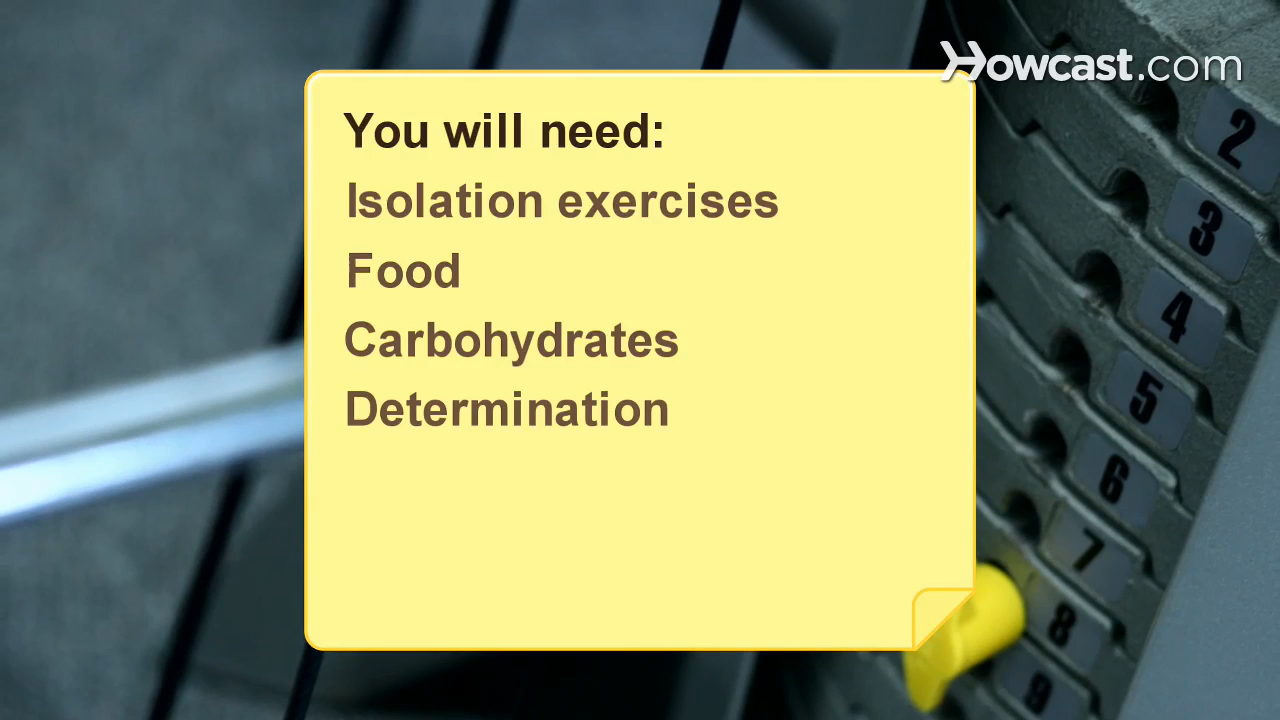 Howcast.com
You will need:
Isolation exercises
Food
Carbohydrates
Determination
2
3
4
5
6
7
8
9